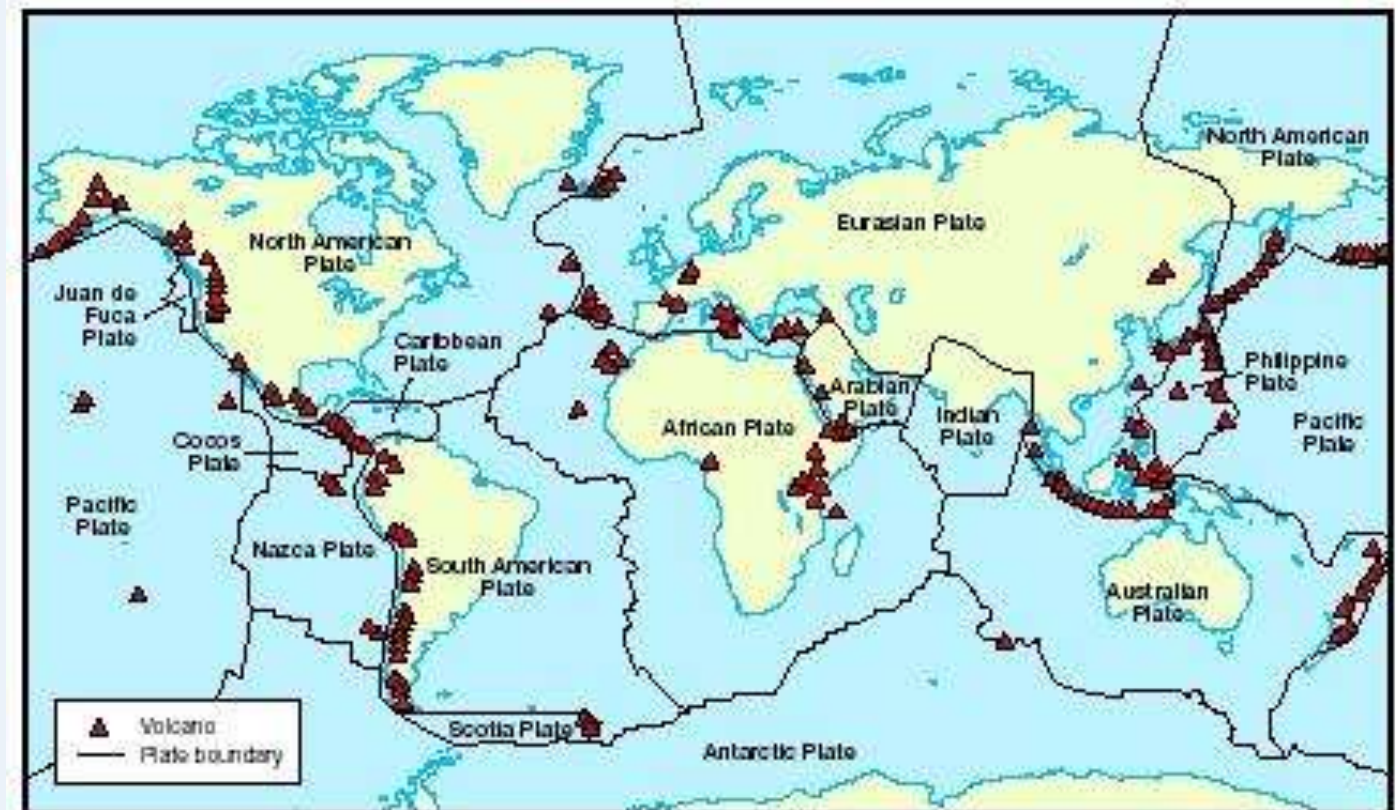 North American
Plate
Eurasian Plate
North American
Plate
Juan de
Fuca
Plate
Caribbean
Plate
Philippine
Plate
Arabian
Plate
Indian
Plate
African Plate
Pacific
Plate
Cocos
Plate
Pacific
Plate
Nazca Plate
South American
Plate
Australian
Plate
Scotia Plate
Antarctic Plate
Volcano
Plate boundary